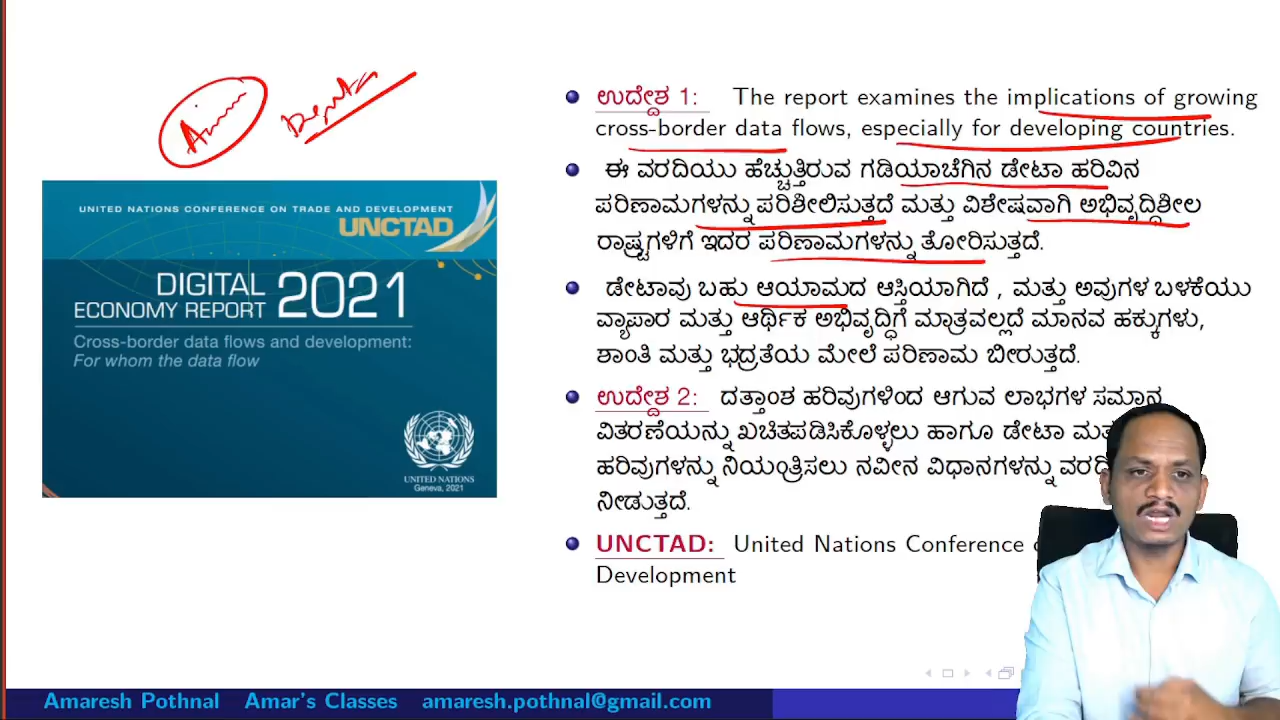 UNITED NATIONS CONFERENCE ON TRADE AND DEVELOPMENT
UNCTAD
DIGITAL
ECONOMY REPORT 2021
Cross-border data flows and development:
For whom the data flow
UNITED NATIONS
Geneva, 2021
ಉದೇಶ 1: The report examines the implications of growing
cross-border data flows, especially for developing countries.
ಈ ವರದಿಯು ಹೆಚ್ಚುತ್ತಿರುವ ಗಡಿಯಾಚೆಗಿನ ಡೇಟಾ ಹರಿವಿನ
ಪರಿಣಾಮಗಳನ್ನು ಪರಿಶೀಲಿಸುತ್ತದೆ ಮತ್ತು ವಿಶೇಷವಾಗಿ ಅಭಿವೃದ್ಧಿಶೀಲ
ರಾಷ್ಟ್ರಗಳಿಗೆ ಇದರ ಪರಿಣಾಮಗಳನ್ನು ತೋರಿಸುತ್ತದೆ.
ಡೇಟಾವು ಬಹು ಆಯಾಮದ ಆಸ್ತಿಯಾಗಿದೆ , ಮತ್ತು ಅವುಗಳ ಬಳಕೆಯು
ವ್ಯಾಪಾರ ಮತ್ತು ಆರ್ಥಿಕ ಅಭಿವೃದ್ಧಿಗೆ ಮಾತ್ರವಲ್ಲದೆ ಮಾನವ ಹಕ್ಕುಗಳು,
ಶಾಂತಿ ಮತ್ತು ಭದ್ರತೆಯ ಮೇಲೆ ಪರಿಣಾಮ ಬೀರುತ್ತದೆ.
ಉದೇಶ 2: ದತ್ತಾಂಶ ಹರಿವುಗಳಿಂದ ಆಗುವ ಲಾಭಗಳ ಸಮಾನ
ವಿತರಣೆಯನ್ನು ಖಚಿತಪಡಿಸಿಕೊಳ್ಳಲು ಹಾಗೂ ಡೇಟಾ
ಹರಿವುಗಳನ್ನು ನಿಯಂತ್ರಿಸಲು ನವೀನ ವಿಧಾನಗಳನ್ನು
ನೀಡುತ್ತದೆ.
UNCTAD: United Nations Conference
Development
Amaresh Pothnal Amar's Classes amaresh.pothnal@gmail.com